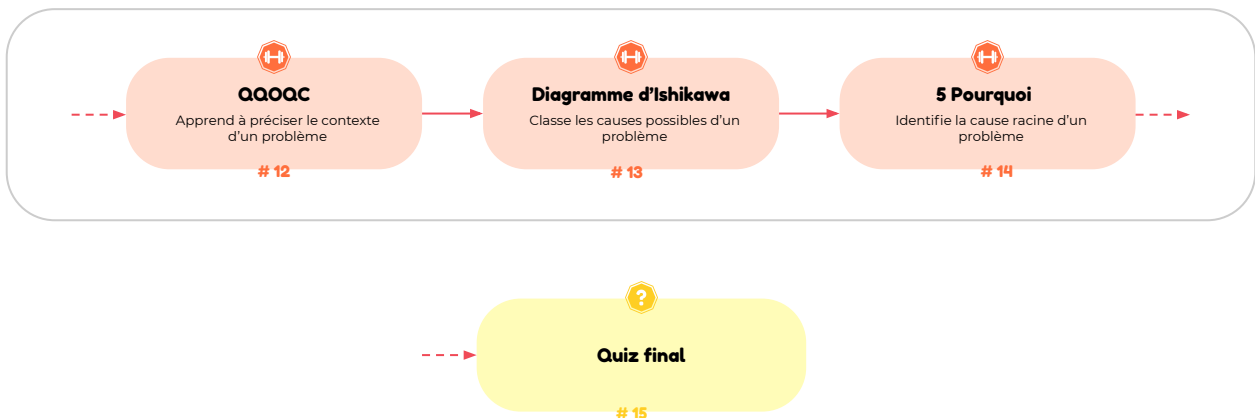 QQOQC
Apprend à préciser le contexte
d'un problème
# 12
Diagramme d'Ishikawa
Classe les causes possibles d'un
problème
# 13
5 Pourquoi
Identifie la cause racine d'un
problème
# 14
?
Quiz final
# 15